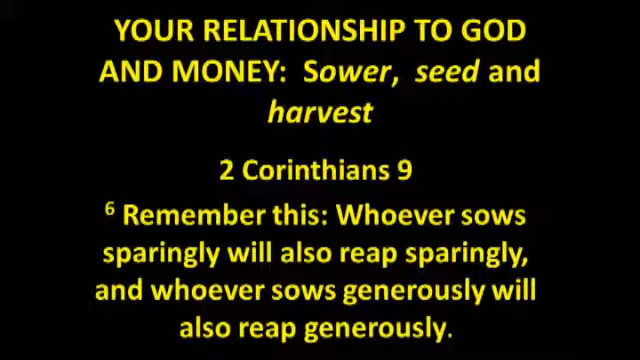 YOUR RELATIONSHIP TO GOD
AND MONEY: Sower, seed and
harvest
2 Corinthians 9
6 Remember this: Whoever sows
sparingly will also reap sparingly,
and whoever sows generously will
also reap generously.